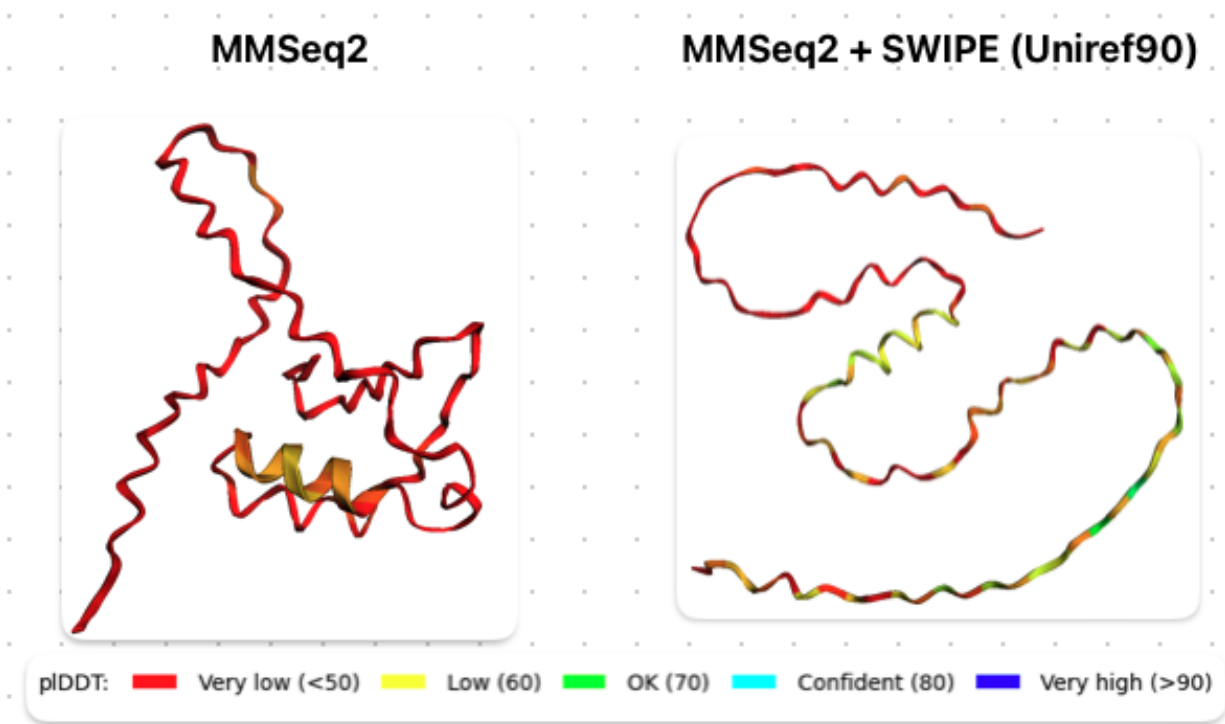 MMSeq2
MMSeq2 + SWIPE (Uniref90)
plDDT: Very low (<50) Low (60) OK (70) Confident (80) Very high (>90)